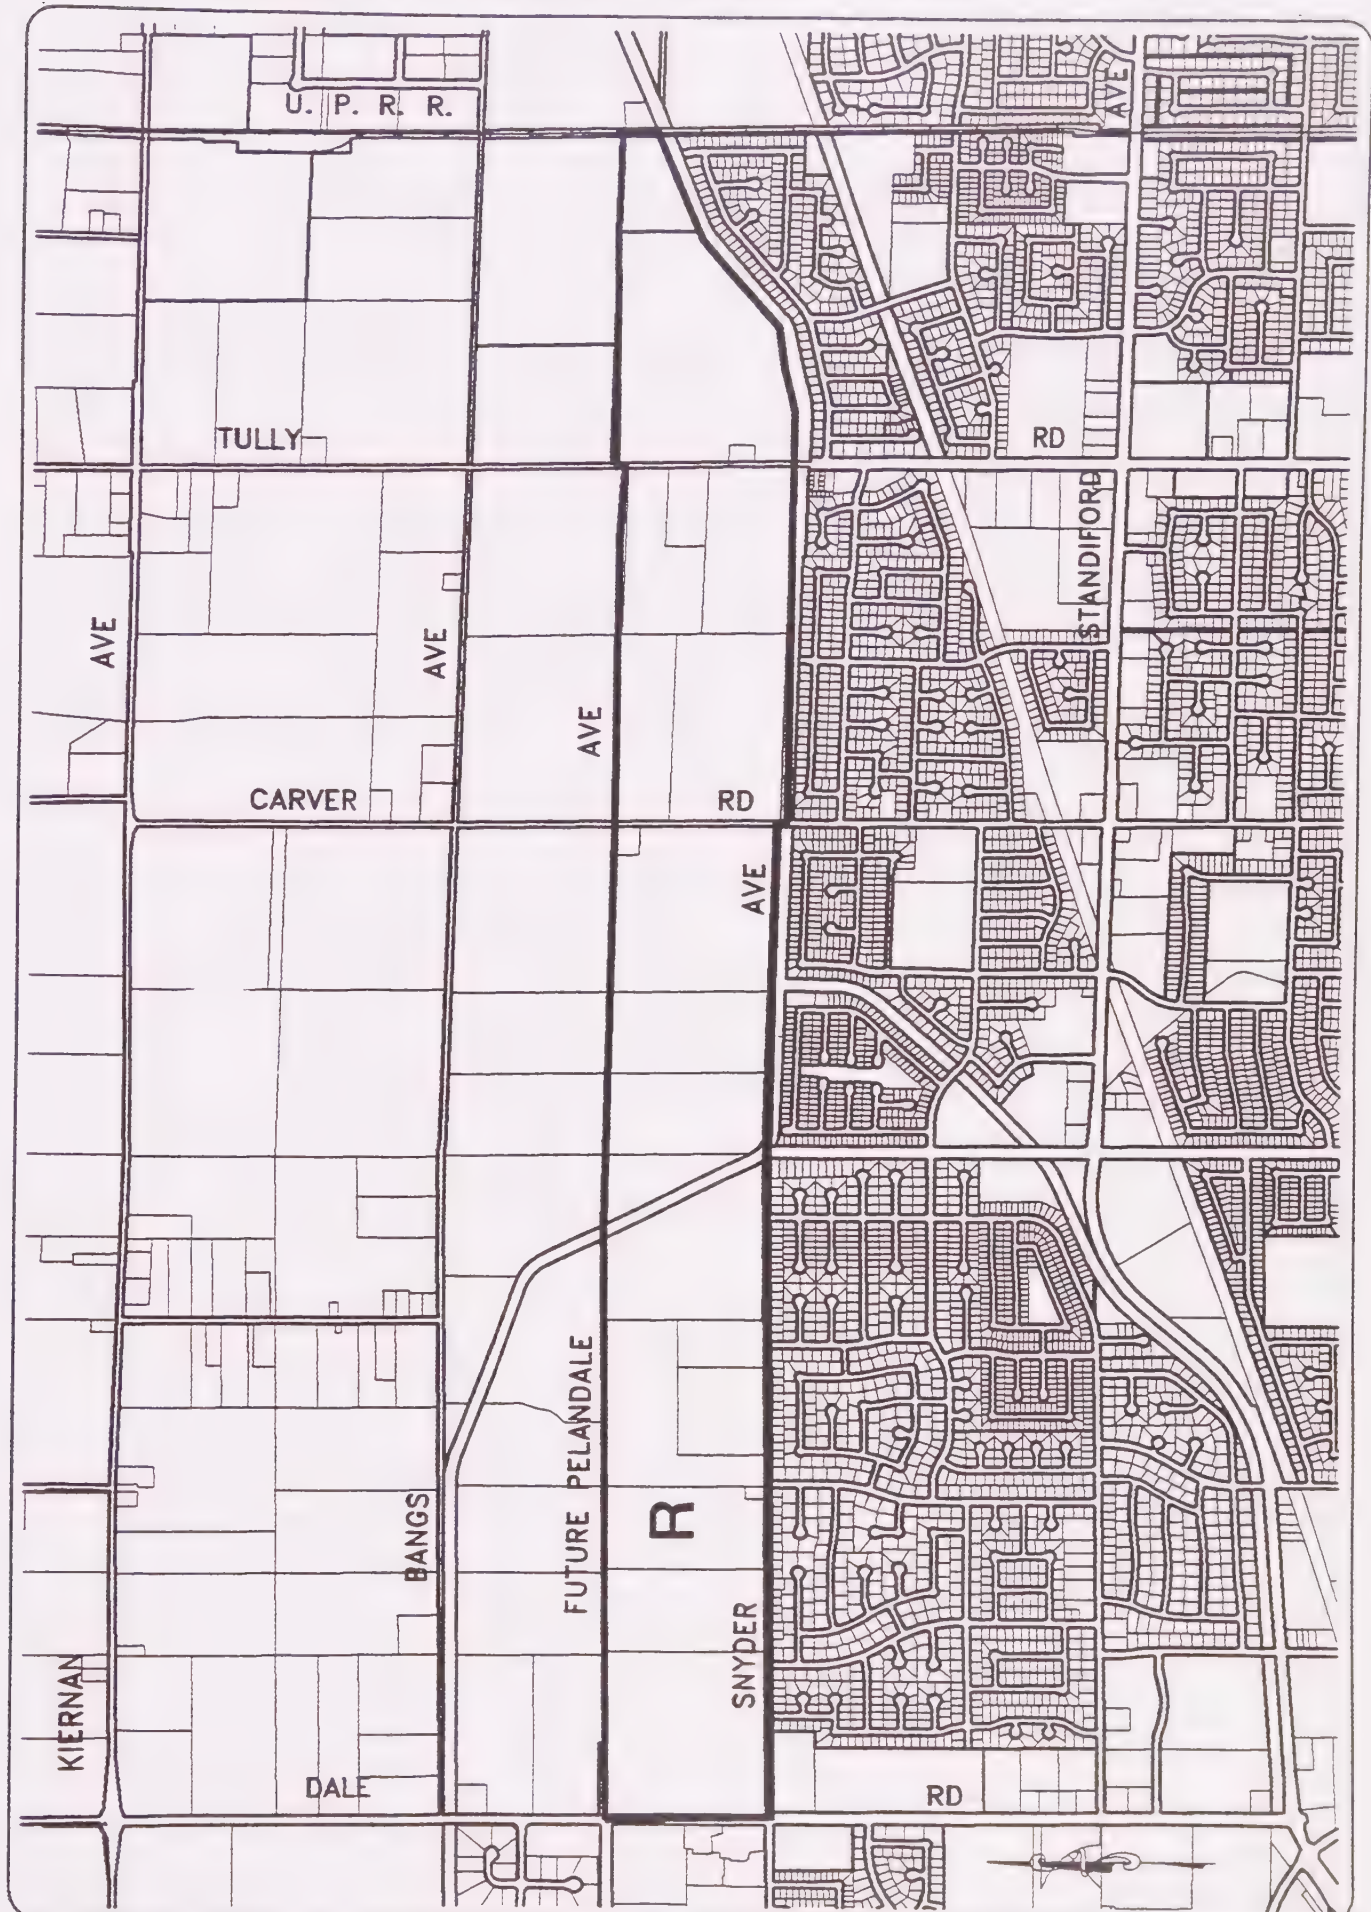 U. P. R. R.
AVE
TULLY RD
STANDIFORD
AVE
AVE
AVE
CARVER RD
AVE
FUTURE PELANDALE
R
BANGS
SNYDER
KIERNAN
DALE RD